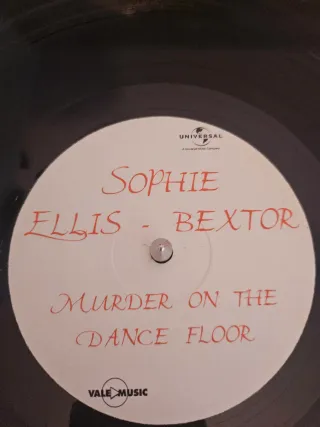 UNIVERSAL
SOPHIE
ELLIS - BEXTOR
MURDER ON THE
DANCE FLOOR
VALE MUSIC